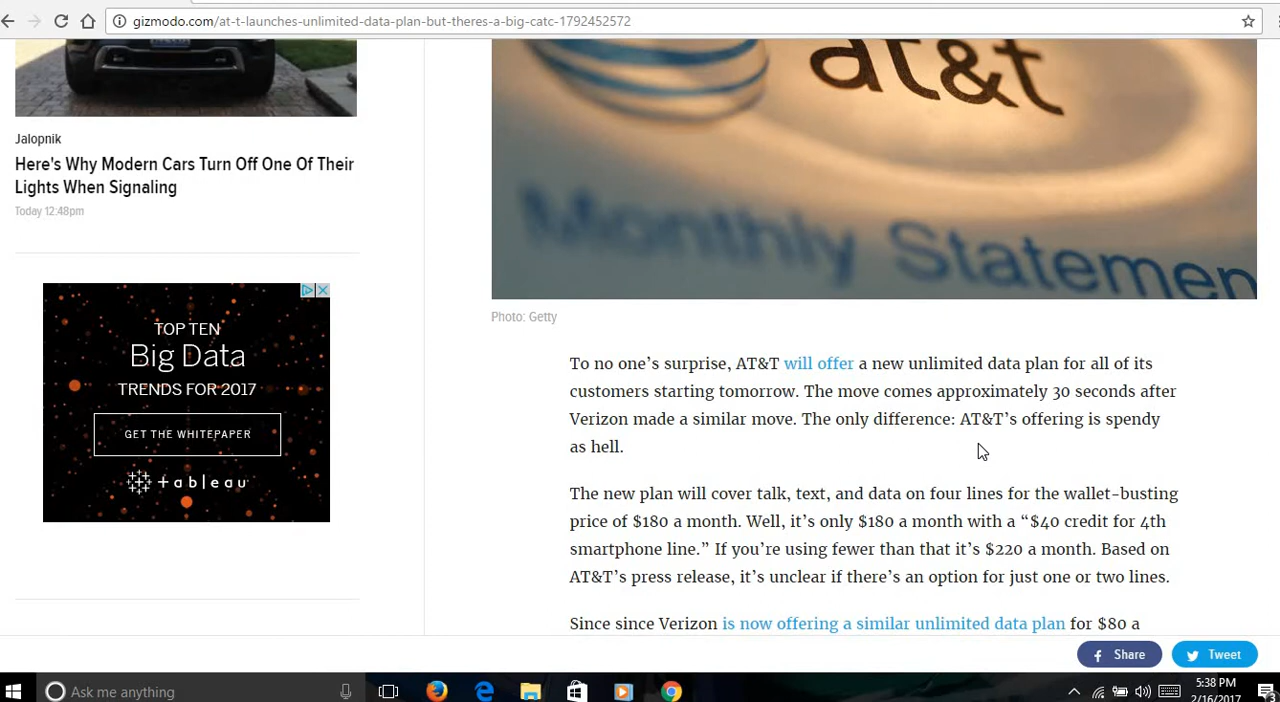 gizmodo.com/at-t-launches-unlimited-data-plan-but-theres-a-big-catc-1792452572
Jalopnik
Here's Why Modern Cars Turn Off One Of Their
Lights When Signaling
Today 12:48pm
TOP TEN
Big Data
TRENDS FOR 2017
GET THE WHITEPAPER
+ableau
at&t
Monthly Statemen
Photo: Getty
To no one's surprise, AT&T will offer a new unlimited data plan for all of its
customers starting tomorrow. The move comes approximately 30 seconds after
Verizon made a similar move. The only difference: AT&T's offering is spendy
as hell.
The new plan will cover talk, text, and data on four lines for the wallet-busting
price of $180 a month. Well, it's only $180 a month with a “$40 credit for 4th
smartphone line.” If you're using fewer than that it's $220 a month. Based on
AT&T's press release, it's unclear if there's an option for just one or two lines.
Since since Verizon is now offering a similar unlimited data plan for $80 a
Share
Tweet
Ask me anything
5:38 PM
2/16/2017
3